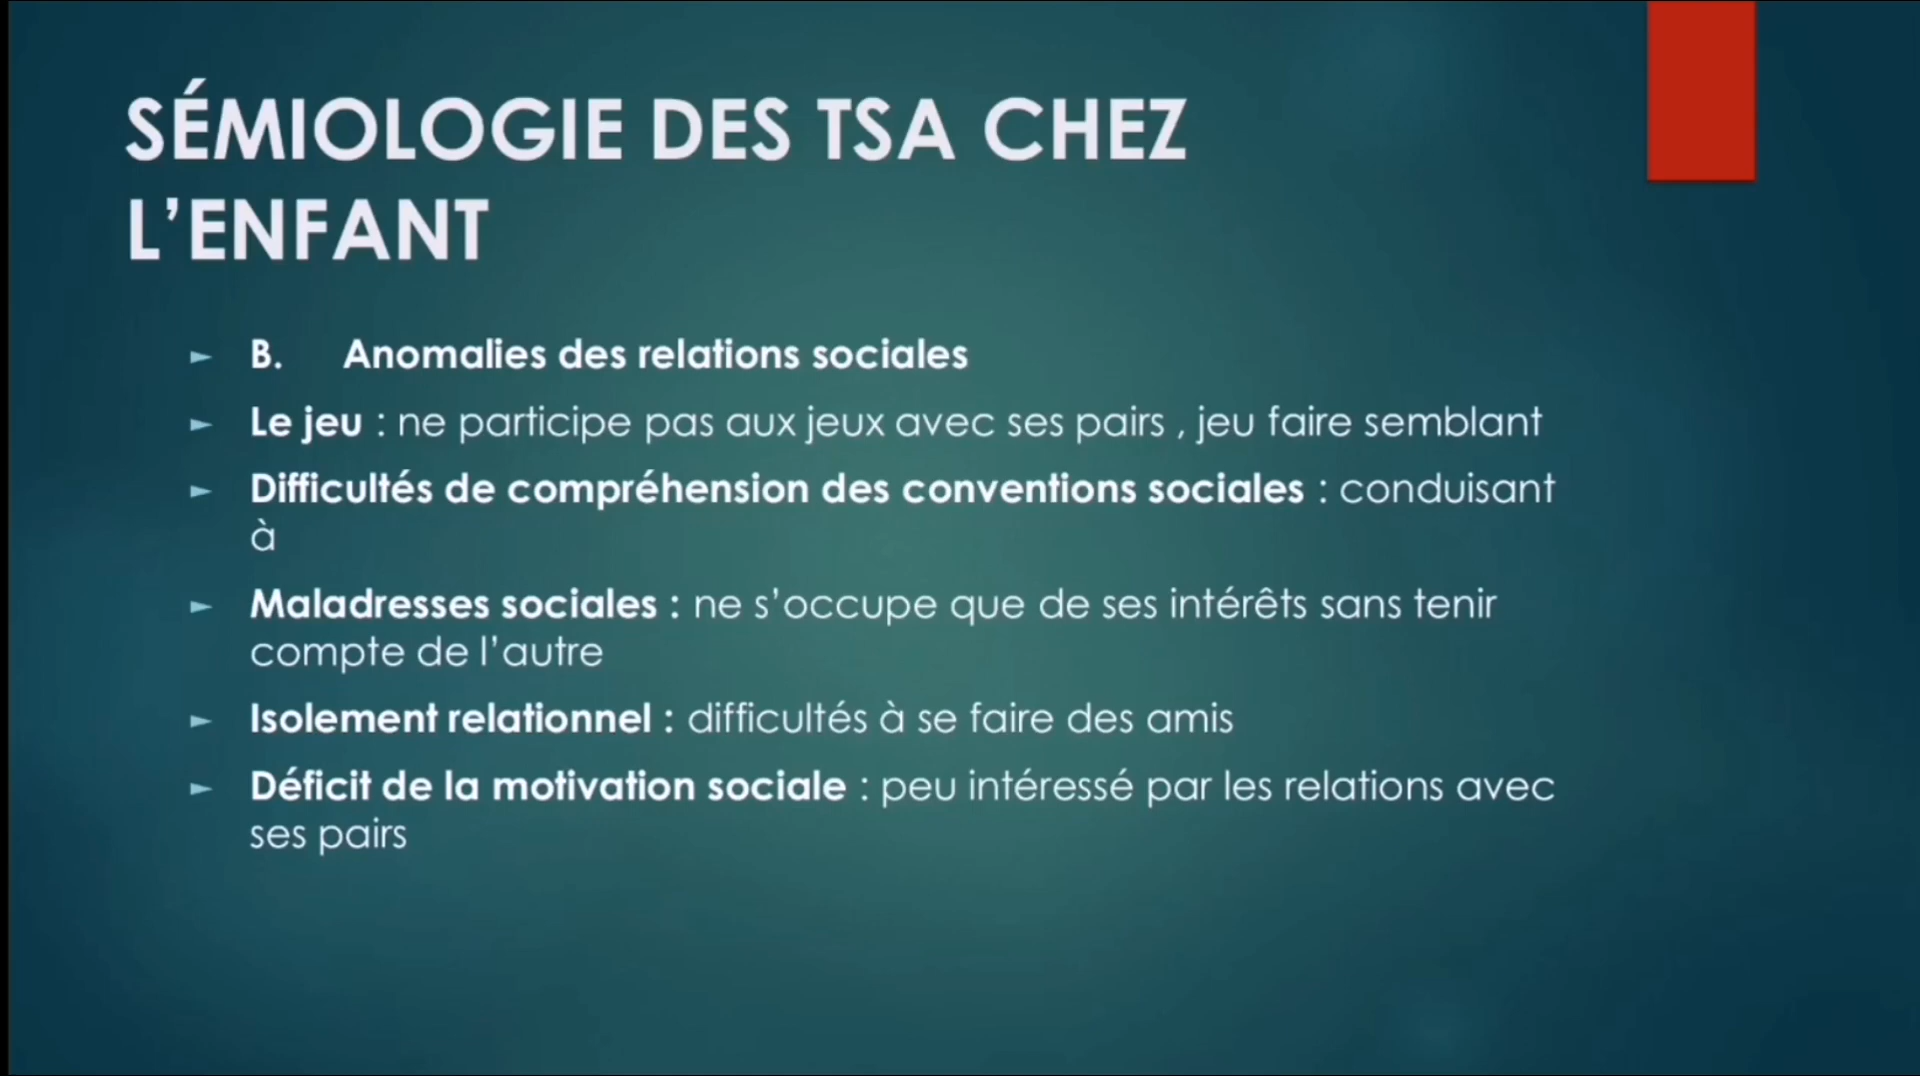 SÉMIOLOGIE DES TSA CHEZ
L’ENFANT
► B. Anomalies des relations sociales
► Le jeu : ne participe pas aux jeux avec ses pairs , jeu faire semblant
► Difficultés de compréhension des conventions sociales : conduisant
à
► Maladresses sociales : ne s’occupe que de ses intérêts sans tenir
compte de l’autre
► Isolement relationnel : difficultés à se faire des amis
► Déficit de la motivation sociale : peu intéressé par les relations avec
ses pairs